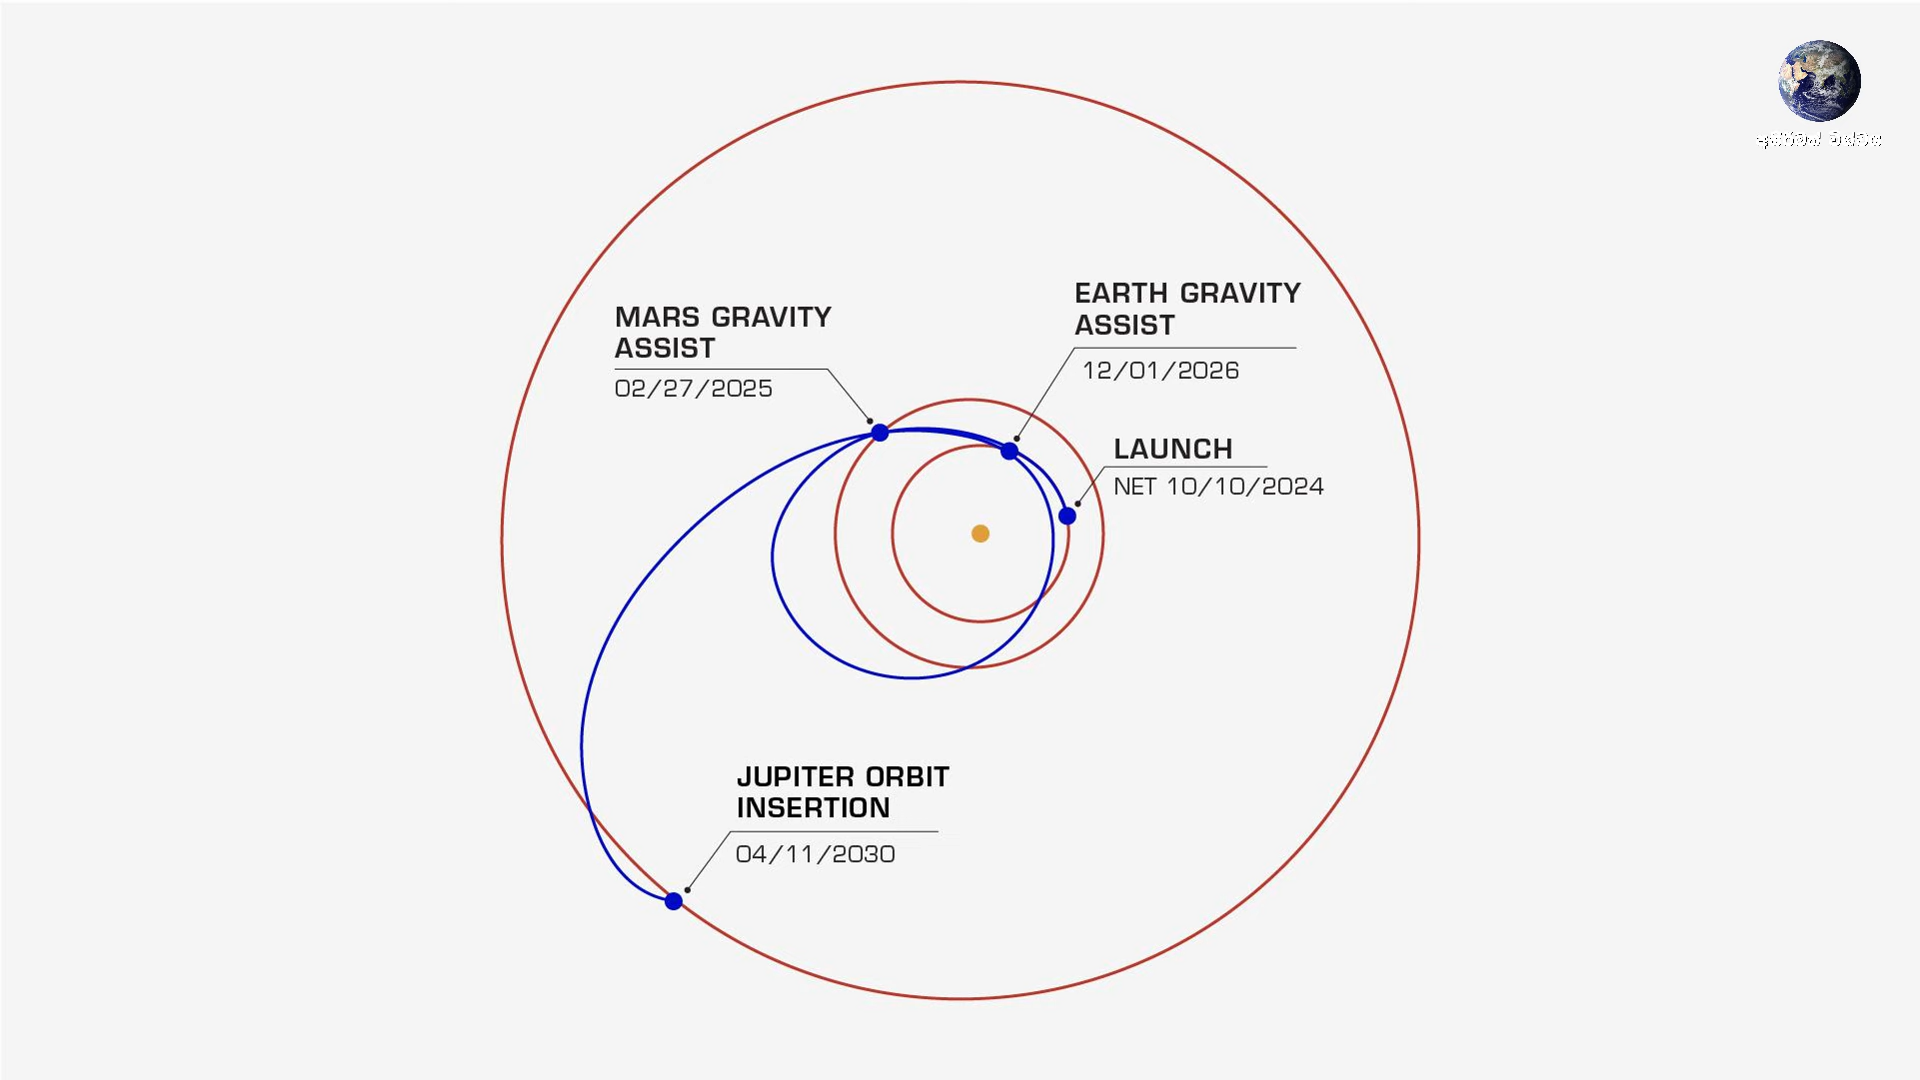 MARS GRAVITY
ASSIST
02/27/2025
EARTH GRAVITY
ASSIST
12/01/2026
LAUNCH
NET 10/10/2024
JUPITER ORBIT
INSERTION
04/11/2030